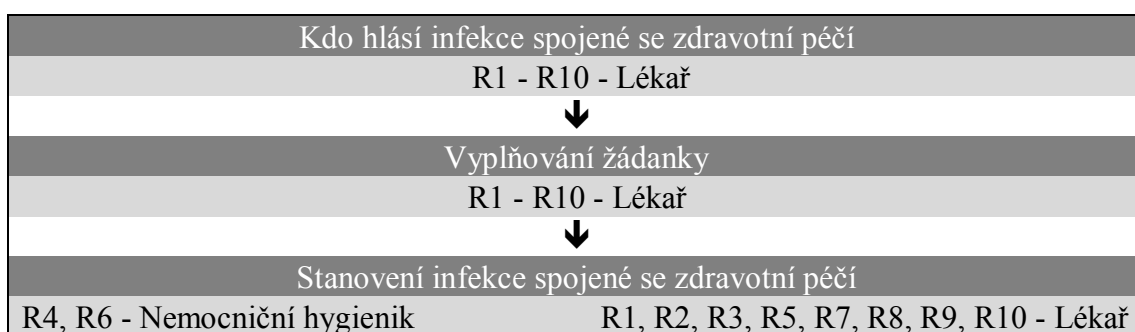 Kdo hlásí infekce spojené se zdravotní péčí
R1 - R10 - Lékař
Vyplňování žádanky
R1 - R10 - Lékař
Stanovení infekce spojené se zdravotní péčí
R4, R6 - Nemocniční hygienik R1, R2, R3, R5, R7, R8, R9, R10 - Lékař